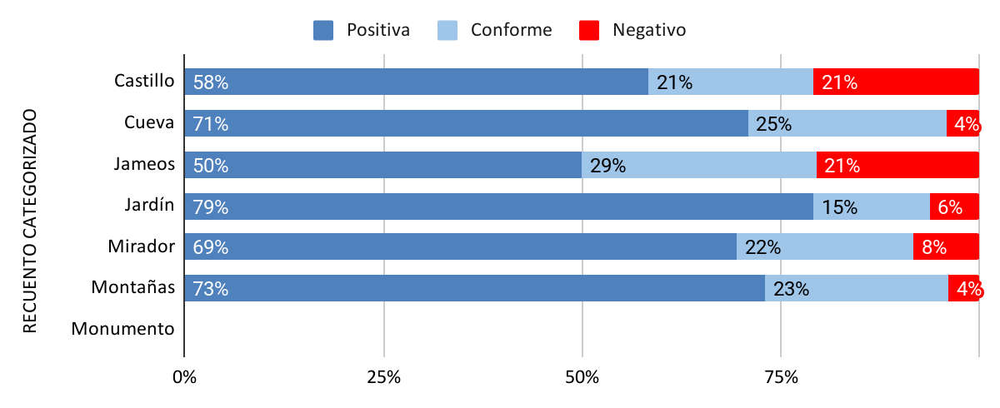 Positiva Conforme Negativo
RECUENTO CATEGORIZADO
Castillo 58% 21% 21%
Cueva 71% 25% 4%
Jameos 50% 29% 21%
Jardín 79% 15% 6%
Mirador 69% 22% 8%
Montañas 73% 23% 4%
Monumento
0% 25% 50% 75%